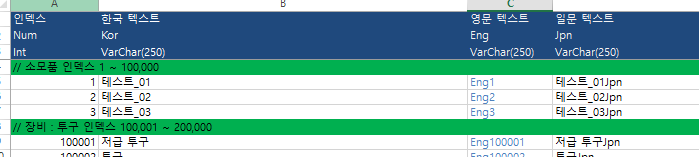 A B C D
인덱스 한국 텍스트 영문 텍스트 일문 텍스트
Num Kor Eng Jpn
Int VarChar(250) VarChar(250) VarChar(250)
// 소모품 인덱스 1 ~ 100,000
1 테스트_01 Eng1 테스트_01Jpn
2 테스트_02 Eng2 테스트_02Jpn
3 테스트_03 Eng3 테스트_03Jpn
// 장비 : 투구 인덱스 100,001 ~ 200,000
100001 저급 투구 Eng100001 저급 투구Jpn
100002 투구 Eng100002 투구Jpn